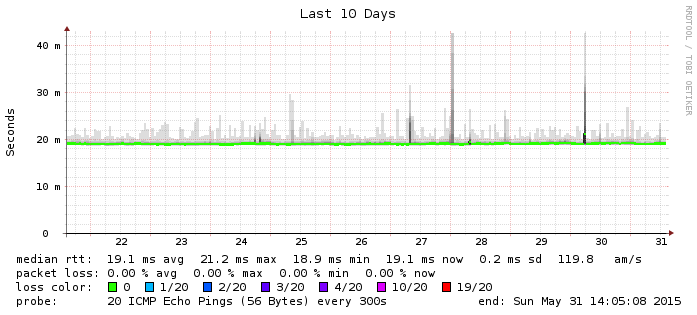 Last 10 Days
RRDTOOL / TOBI OETIKER
Seconds
40 m
30 m
20 m
10 m
0
22 23 24 25 26 27 28 29 30 31
median rtt: 19.1 ms avg 21.2 ms max 18.9 ms min 19.1 ms now 0.2 ms sd 119.8 am/s
packet loss: 0.00 % avg 0.00 % max 0.00 % min 0.00 % now
loss color: 0 1/20 2/20 3/20 4/20 10/20 19/20
probe: 20 ICMP Echo Pings (56 Bytes) every 300s end: Sun May 31 14:05:08 2015